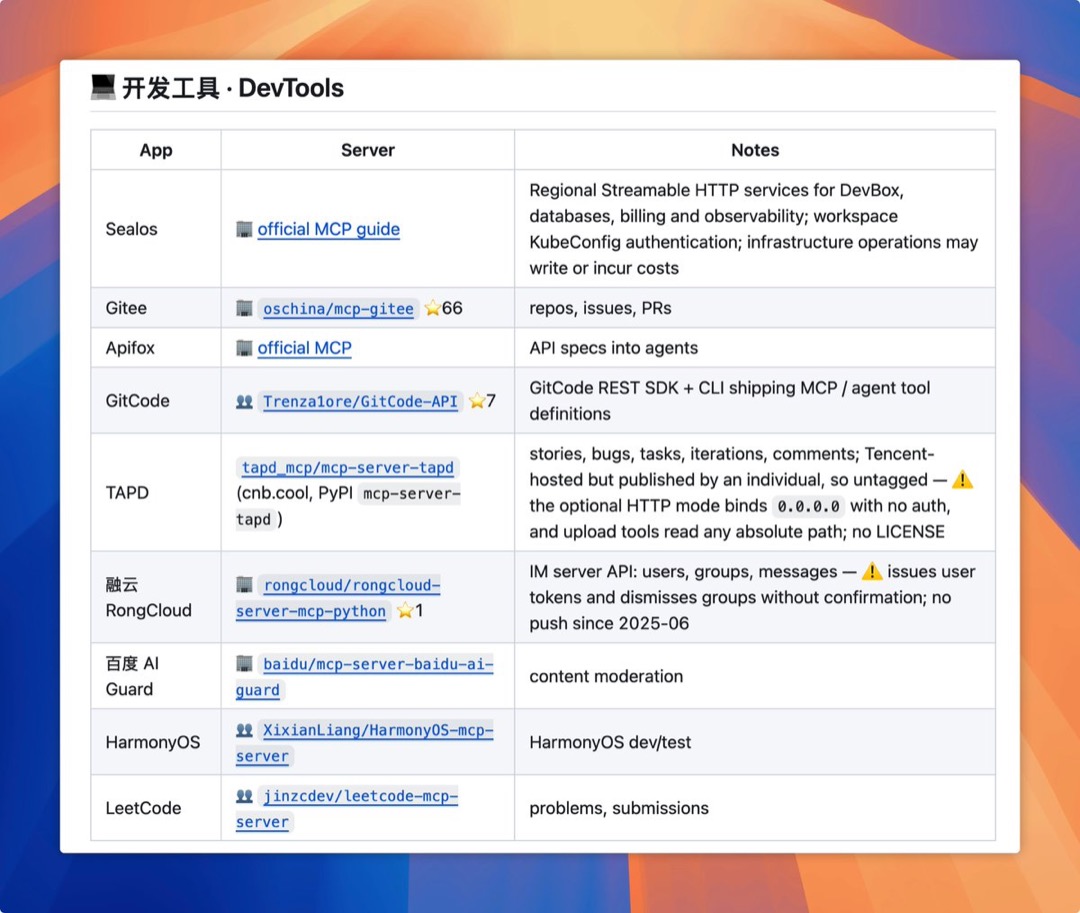 💻 开发工具 · DevTools
App Server Notes
Sealos
🏢 official MCP guide
Regional Streamable HTTP services for DevBox,
databases, billing and observability; workspace
KubeConfig authentication; infrastructure operations may
write or incur costs
Gitee
🏢 oschina/mcp-gitee ⭐66
repos, issues, PRs
Apifox
🏢 official MCP
API specs into agents
GitCode
👥 Trenza1ore/GitCode-API ⭐7
GitCode REST SDK + CLI shipping MCP / agent tool
definitions
TAPD
tapd_mcp/mcp-server-tapd
(cnb.cool, PyPI mcp-server-
tapd )
stories, bugs, tasks, iterations, comments; Tencent-
hosted but published by an individual, so untagged — ⚠️
the optional HTTP mode binds 0.0.0.0 with no auth,
and upload tools read any absolute path; no LICENSE
融云
RongCloud
🏢 rongcloud/rongcloud-
server-mcp-python ⭐1
IM server API: users, groups, messages — ⚠️ issues user
tokens and dismisses groups without confirmation; no
push since 2025-06
百度 AI
Guard
🏢 baidu/mcp-server-baidu-ai-
guard
content moderation
HarmonyOS
👥 XixianLiang/HarmonyOS-mcp-
server
HarmonyOS dev/test
LeetCode
👥 jinzcdev/leetcode-mcp-
server
problems, submissions